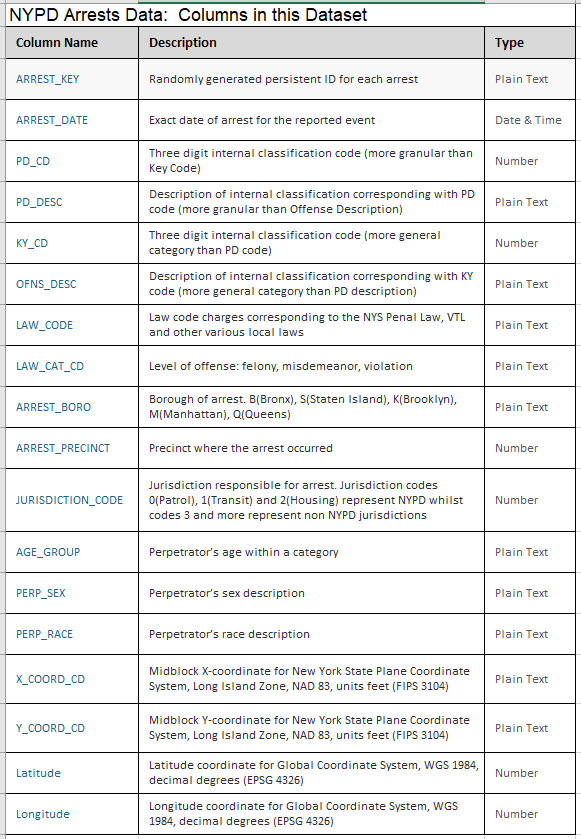 NYPD Arrests Data:  Columns in this Dataset
Column Name Description Type
ARREST_KEY Randomly generated persistent ID for each arrest Plain Text
ARREST_DATE Exact date of arrest for the reported event Date & Time
PD_CD Three digit internal classification code (more granular than
Key Code) Number
PD_DESC Description of internal classification corresponding with PD
code (more granular than Offense Description) Plain Text
KY_CD Three digit internal classification code (more general
category than PD code) Number
OFNS_DESC Description of internal classification corresponding with KY
code (more general category than PD description) Plain Text
LAW_CODE Law code charges corresponding to the NYS Penal Law, VTL
and other various local laws Plain Text
LAW_CAT_CD Level of offense: felony, misdemeanor, violation Plain Text
ARREST_BORO Borough of arrest. B(Bronx), S(Staten Island), K(Brooklyn),
M(Manhattan), Q(Queens) Plain Text
ARREST_PRECINCT Precinct where the arrest occurred Number
JURISDICTION_CODE Jurisdiction responsible for arrest. Jurisdiction codes
0(Patrol), 1(Transit) and 2(Housing) represent NYPD whilst
codes 3 and more represent non NYPD jurisdictions Number
AGE_GROUP Perpetrator's age within a category Plain Text
PERP_SEX Perpetrator's sex description Plain Text
PERP_RACE Perpetrator's race description Plain Text
X_COORD_CD Midblock X-coordinate for New York State Plane Coordinate
System, Long Island Zone, NAD 83, units feet (FIPS 3104) Plain Text
Y_COORD_CD Midblock Y-coordinate for New York State Plane Coordinate
System, Long Island Zone, NAD 83, units feet (FIPS 3104) Plain Text
Latitude Latitude coordinate for Global Coordinate System, WGS 1984,
decimal degrees (EPSG 4326) Number
Longitude Longitude coordinate for Global Coordinate System, WGS
1984, decimal degrees (EPSG 4326) Number